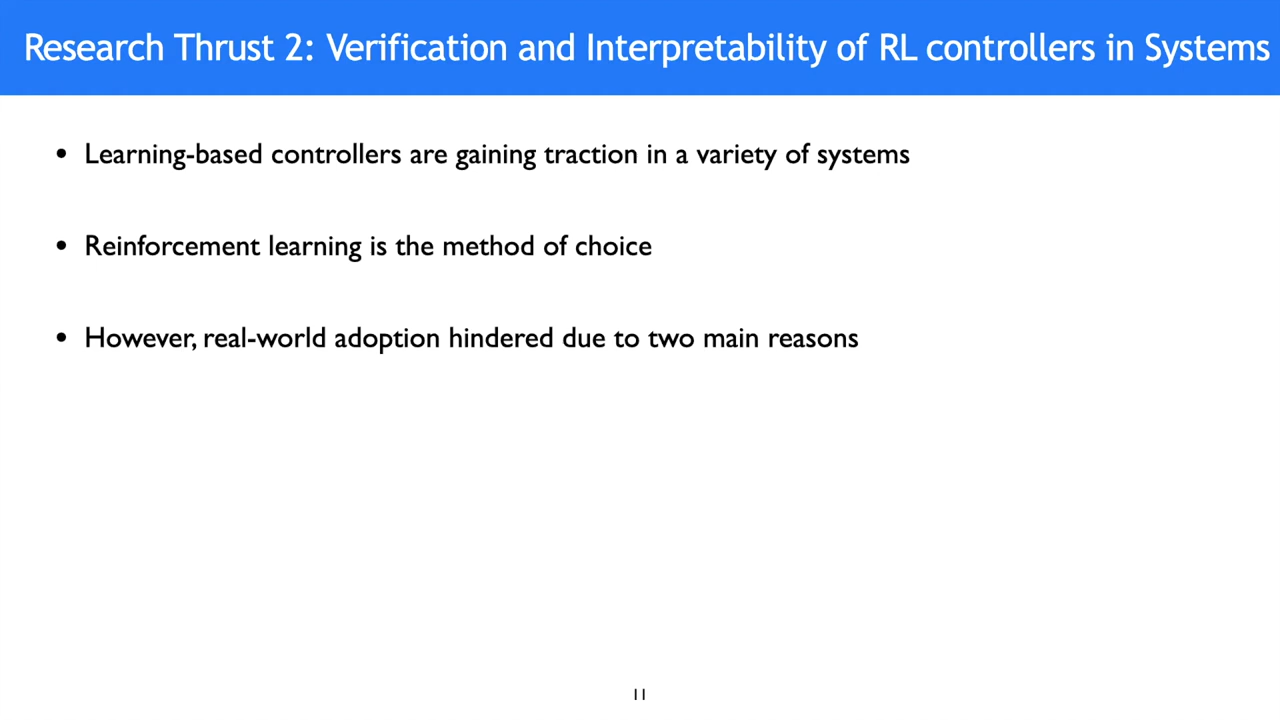 Research Thrust 2: Verification and Interpretability of RL controllers in Systems
• Learning-based controllers are gaining traction in a variety of systems
• Reinforcement learning is the method of choice
• However, real-world adoption hindered due to two main reasons
11